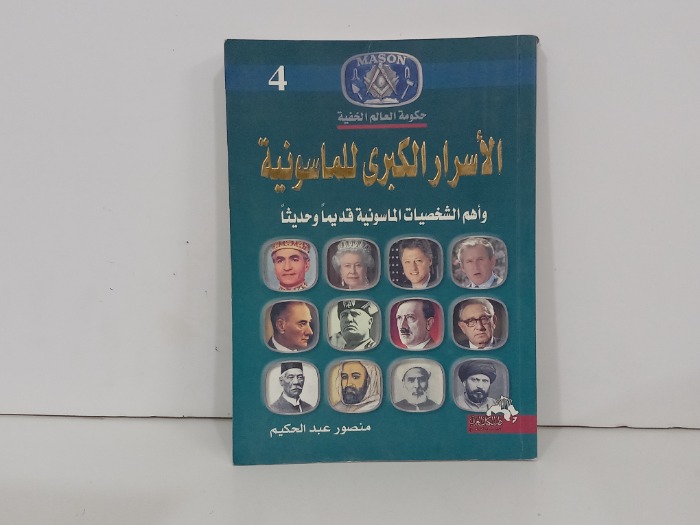 MASON
4
حكومة العالم الخفية
الأسرار الكبرى للماسونية
وأهم الشخصيات الماسونية قديماً وحديثاً
منصور عبد الحكيم